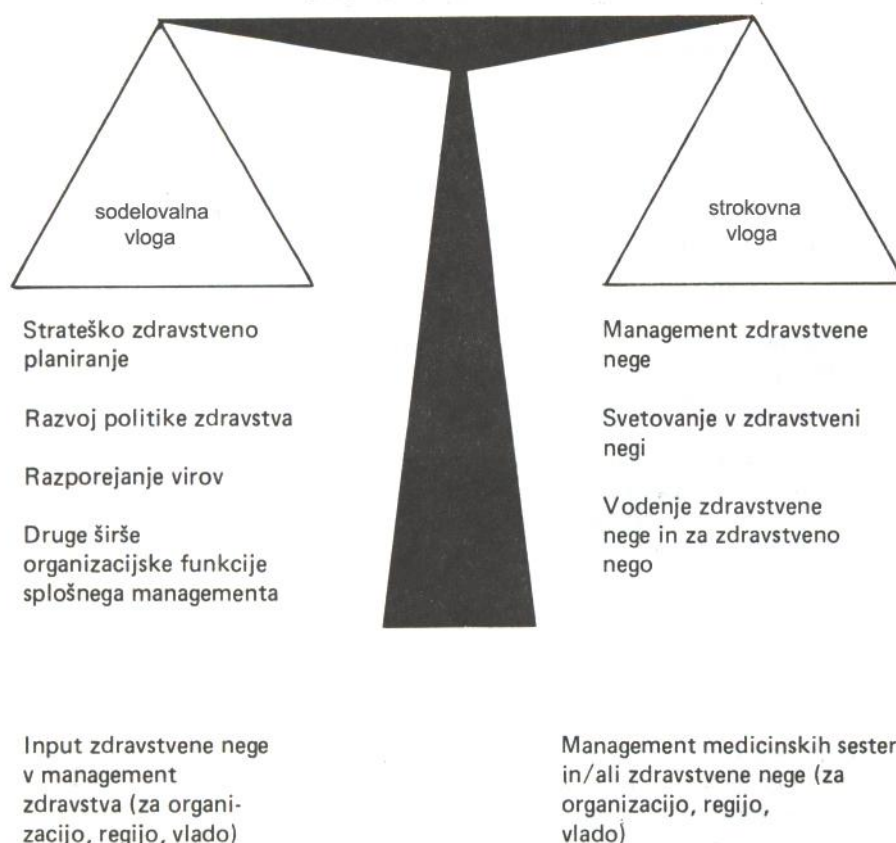 sodelovalna
vloga
Strateško zdravstveno
planiranje
Razvoj politike zdravstva
Razporejanje virov
Druge širše
organizacijske funkcije
splošnega managementa
strokovna
vloga
Management zdravstvene
nege
Svetovanje v zdravstveni
negi
Vodenje zdravstvene
nege in za zdravstveno
nego
Input zdravstvene nege
v management
zdravstva (za organi-
zacijo, regijo, vlado)
Management medicinskih sester
in/ali zdravstvene nege (za
organizacijo, regijo,
vlado)